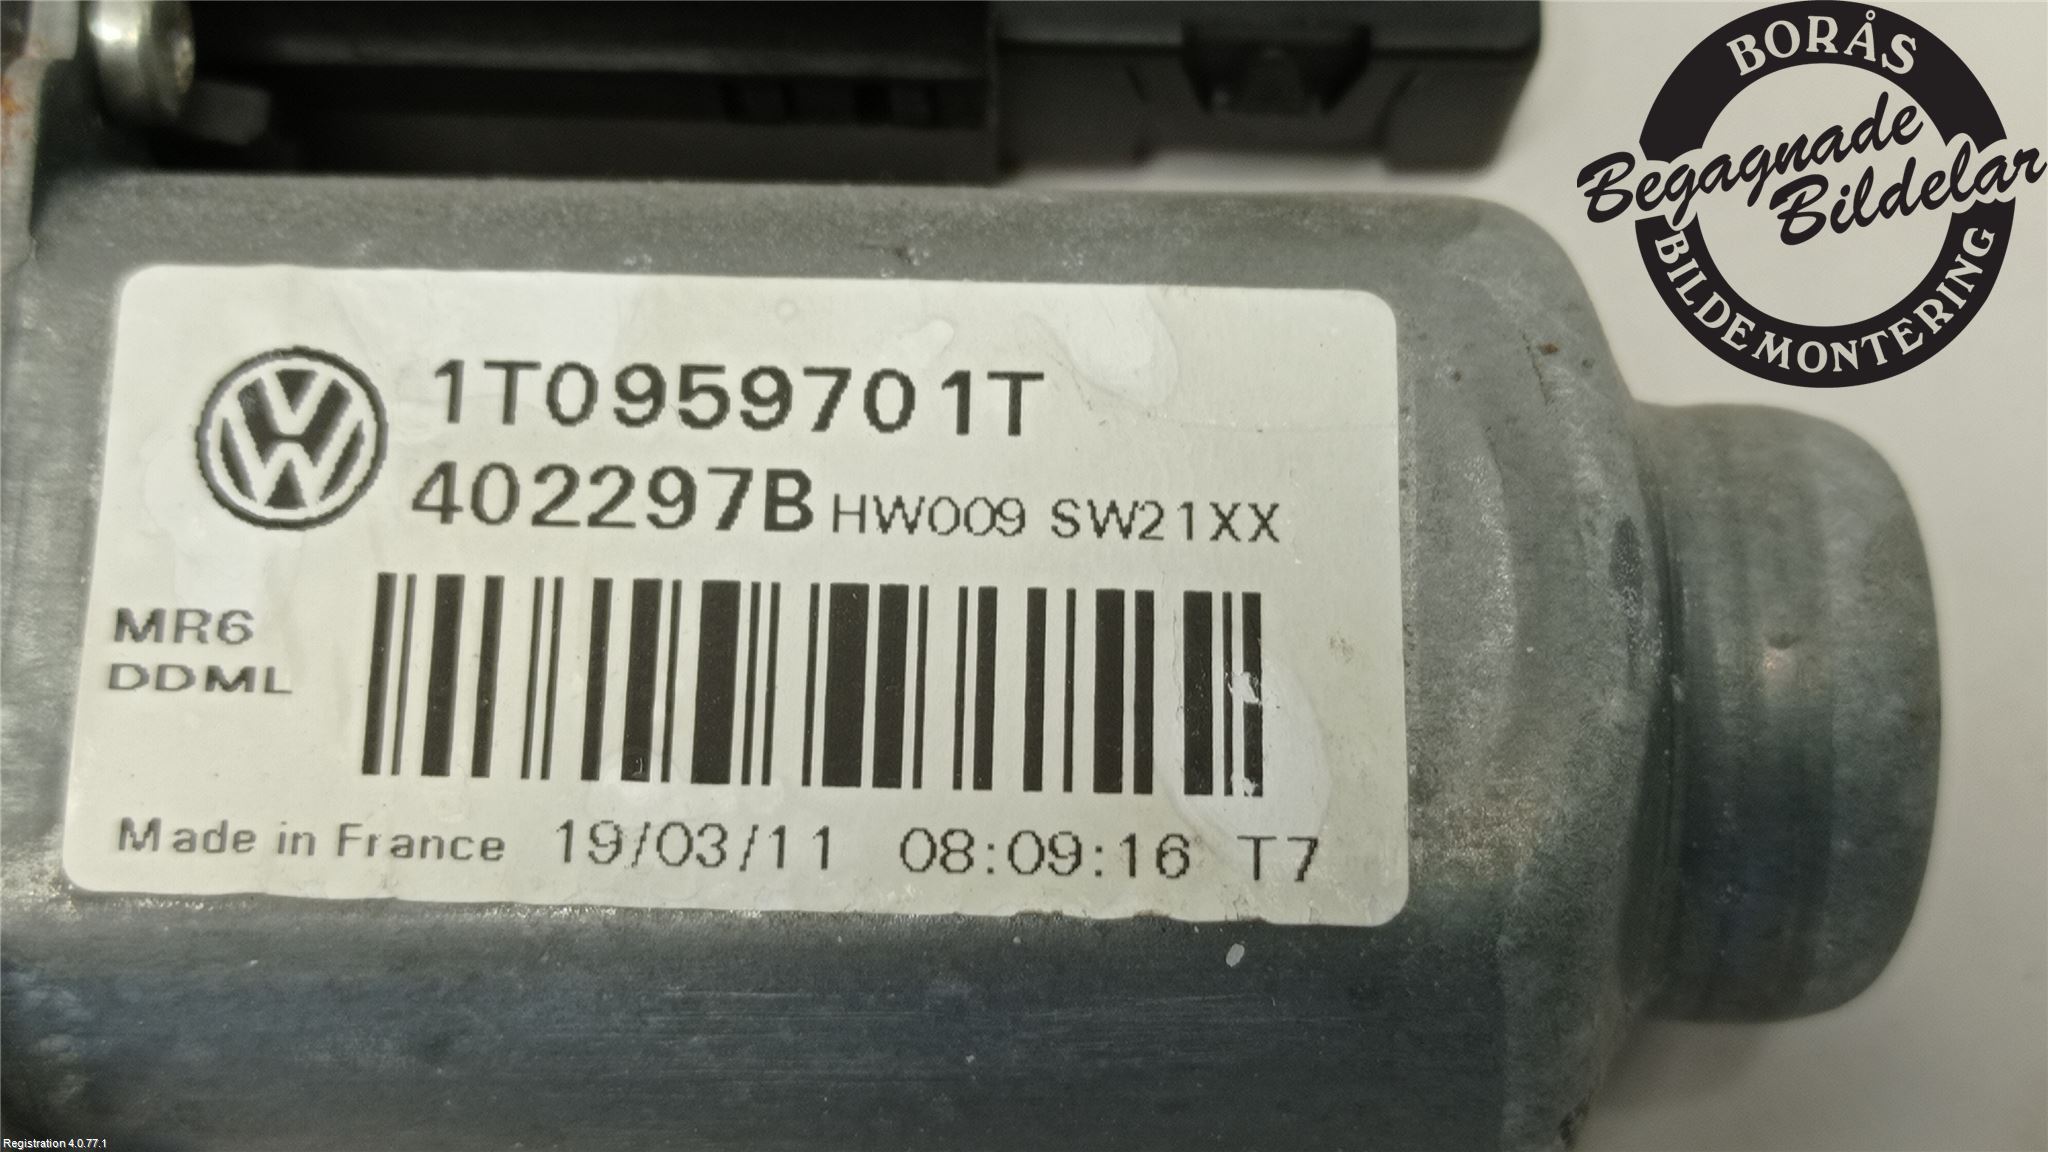 BORÅS
Begagnade
Bildelar
BILDEMONTERING
1T0959701T
402297B HW009 SW21XX
MR6
DDML
Made in France 19/03/11 08:09:16 T7
Registration 4.0.77.1